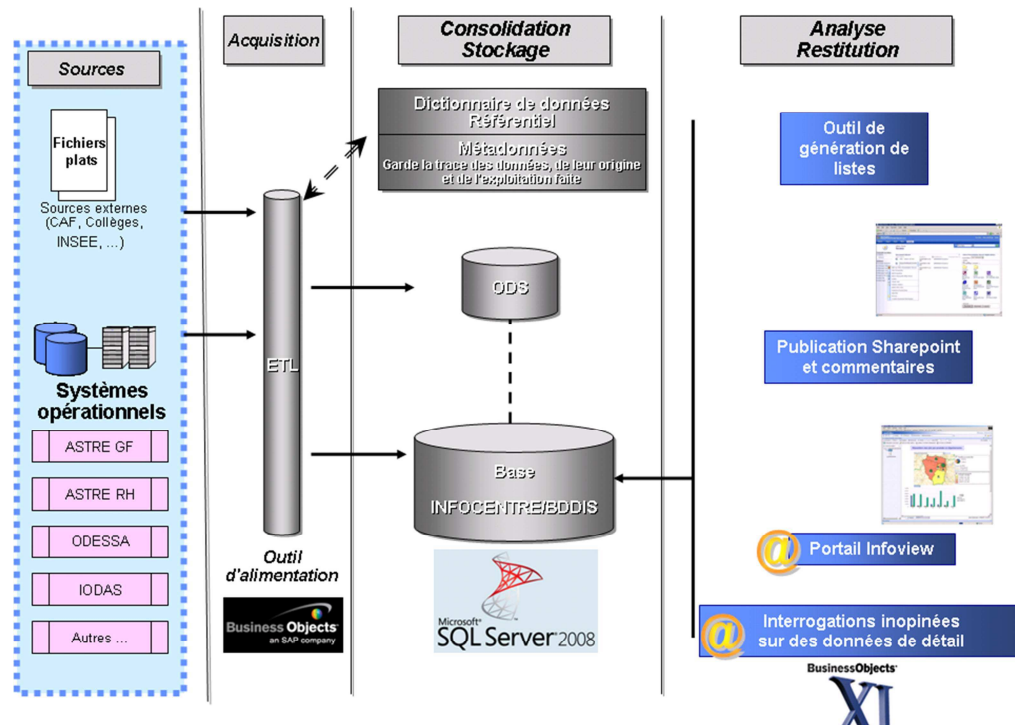 Sources
Fichiers
plats
Sources externes
(CAF, Collèges,
INSEE, ...)
Systèmes
opérationnels
ASTRE GF
ASTRE RH
ODESSA
IODAS
Autres ...
Acquisition
ETL
Outil
d'alimentation
Business Objects
an SAP company
Consolidation
Stockage
Dictionnaire de données
Référentiel
Métadonnées
Garde la trace des données, de leur origine
et de l'exploitation faite
ODS
Base
INFOCENTRE/BDDIS
Microsoft
SQL Server 2008
Analyse
Restitution
Outil de
génération de
listes
Publication Sharepoint
et commentaires
@ Portail Infoview
@ Interrogations inopinées
sur des données de détail
BusinessObjects
XI